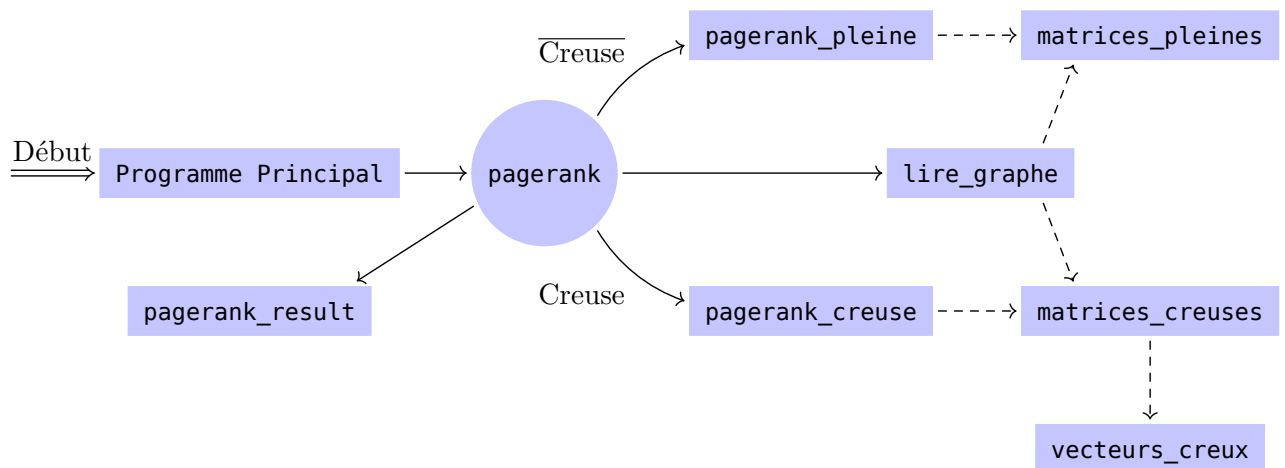 Creuse
pagerank_pleine
matrices_pleines
Début
Programme Principal
pagerank
lire_graphe
Creuse
pagerank_result
pagerank_creuse
matrices_creuses
vecteurs_creux